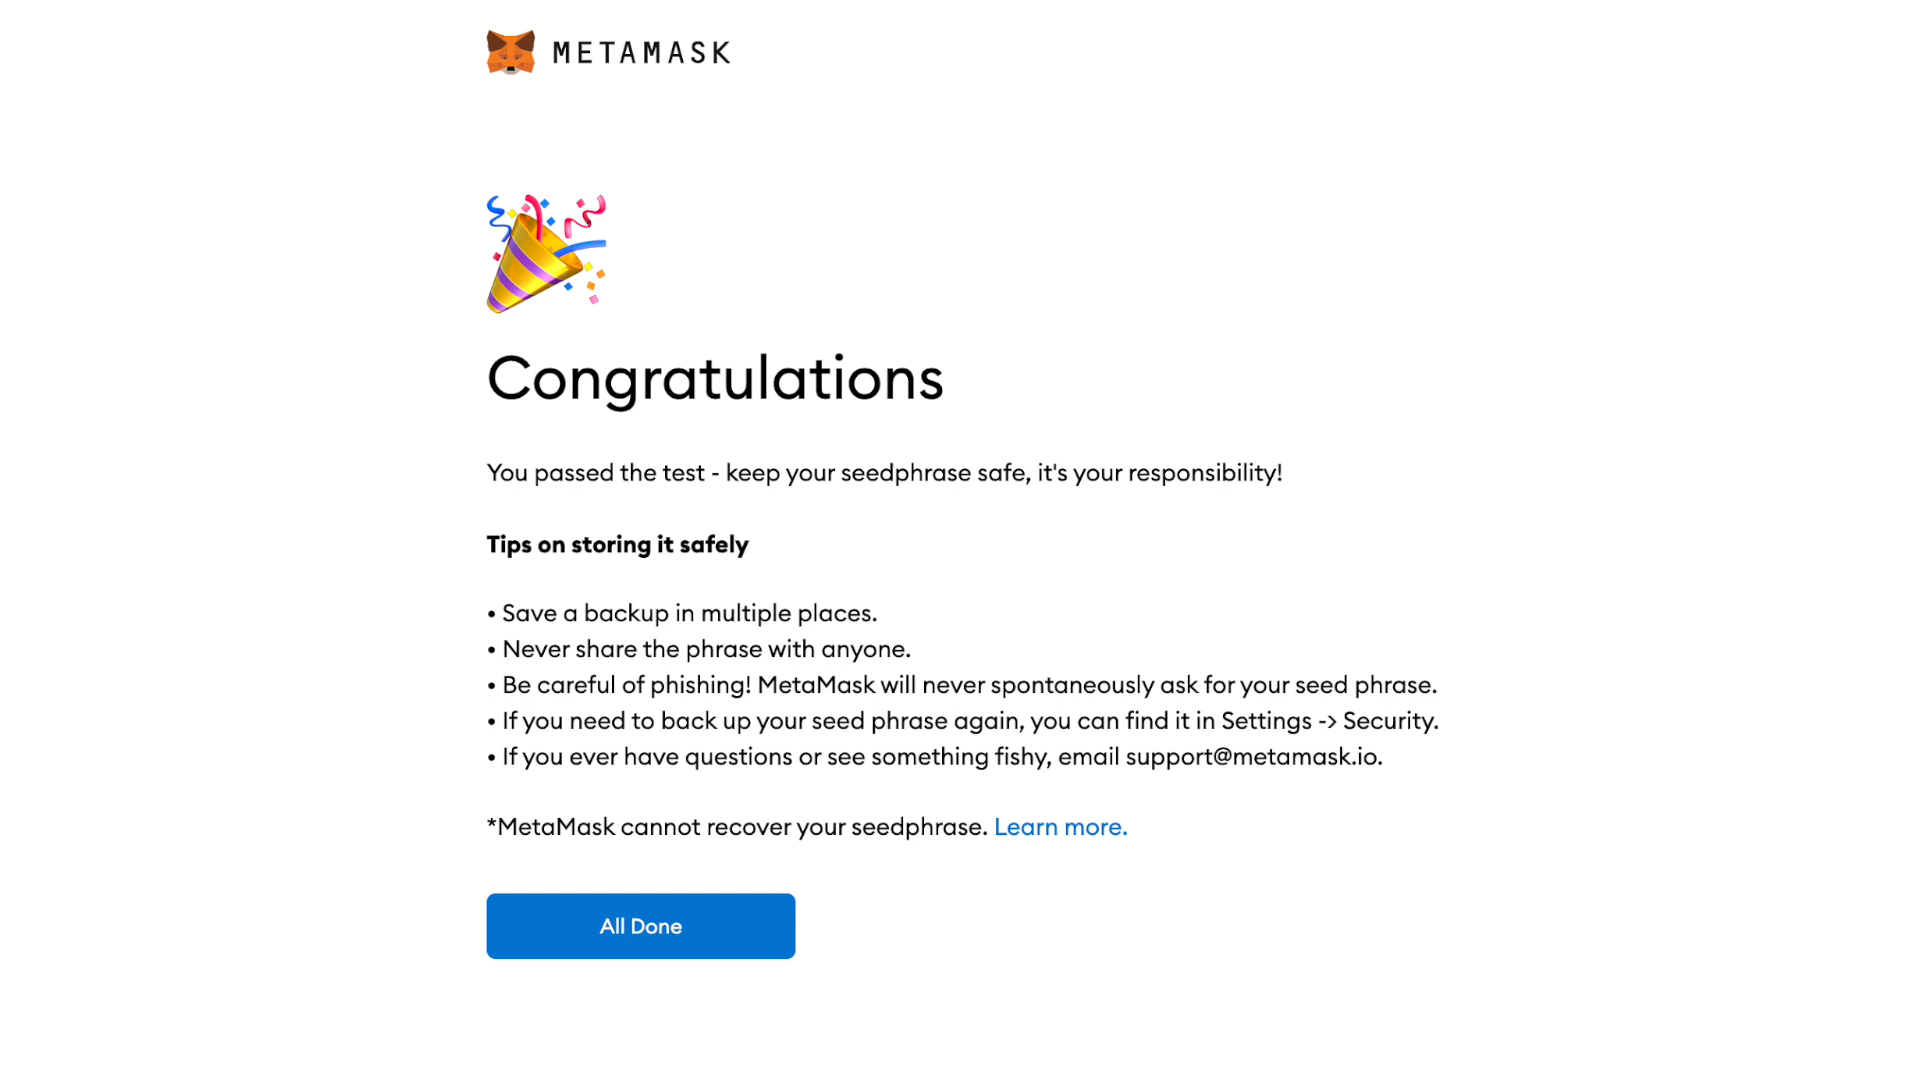 METAMASK
Congratulations
You passed the test - keep your seedphrase safe, it's your responsibility!
Tips on storing it safely
• Save a backup in multiple places.
• Never share the phrase with anyone.
• Be careful of phishing! MetaMask will never spontaneously ask for your seed phrase.
• If you need to back up your seed phrase again, you can find it in Settings -> Security.
• If you ever have questions or see something fishy, email support@metamask.io.
*MetaMask cannot recover your seedphrase. Learn more.
All Done